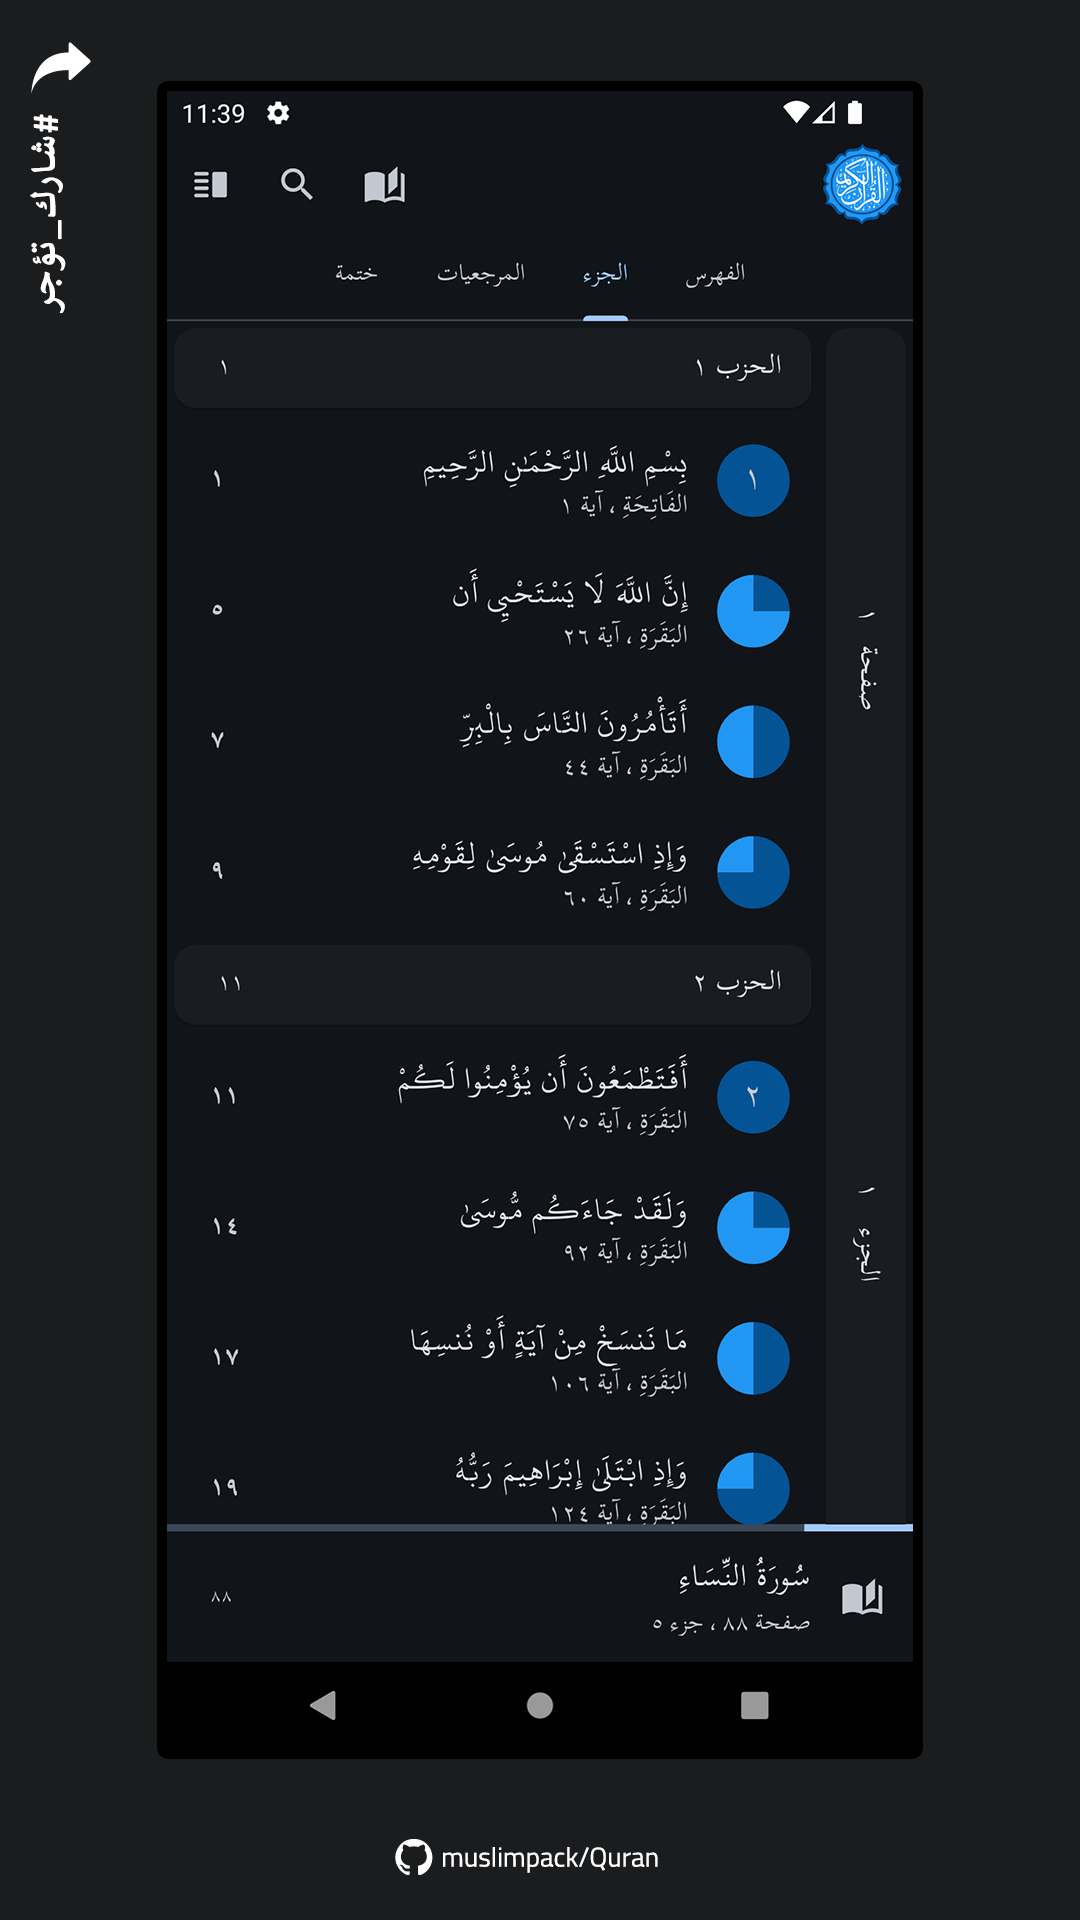 #شارك_تؤجر
11:39
القرآن الكريم
الفهرس
الجزء
المرجعيات
ختمة
الحزب ١
١
١
بِسْمِ اللَّهِ الرَّحْمَٰنِ الرَّحِيمِ
الفَاتِحَةِ ، آية ١
١
إِنَّ اللَّهَ لَا يَسْتَحْيِي أَن
البَقَرَةِ ، آية ٢٦
٥
أَتَأْمُرُونَ النَّاسَ بِالْبِرِّ
البَقَرَةِ ، آية ٤٤
٧
وَإِذِ اسْتَسْقَىٰ مُوسَىٰ لِقَوْمِهِ
البَقَرَةِ ، آية ٦٠
٩
الحزب ٢
١١
٢
أَفَتَطْمَعُونَ أَن يُؤْمِنُوا لَكُمْ
البَقَرَةِ ، آية ٧٥
١١
وَلَقَدْ جَاءَكُم مُّوسَىٰ
البَقَرَةِ ، آية ٩٢
١٤
مَا نَنسَخْ مِنْ آيَةٍ أَوْ نُنسِهَا
البَقَرَةِ ، آية ١٠٦
١٧
وَإِذِ ابْتَلَىٰ إِبْرَاهِيمَ رَبُّهُ
البَقَرَةِ ، آية ١٢٤
١٩
صفحة ١
الجزء ١
سُورَةُ النِّسَاءِ
صفحة ٨٨ ، جزء ٥
٨٨
muslimpack/Quran